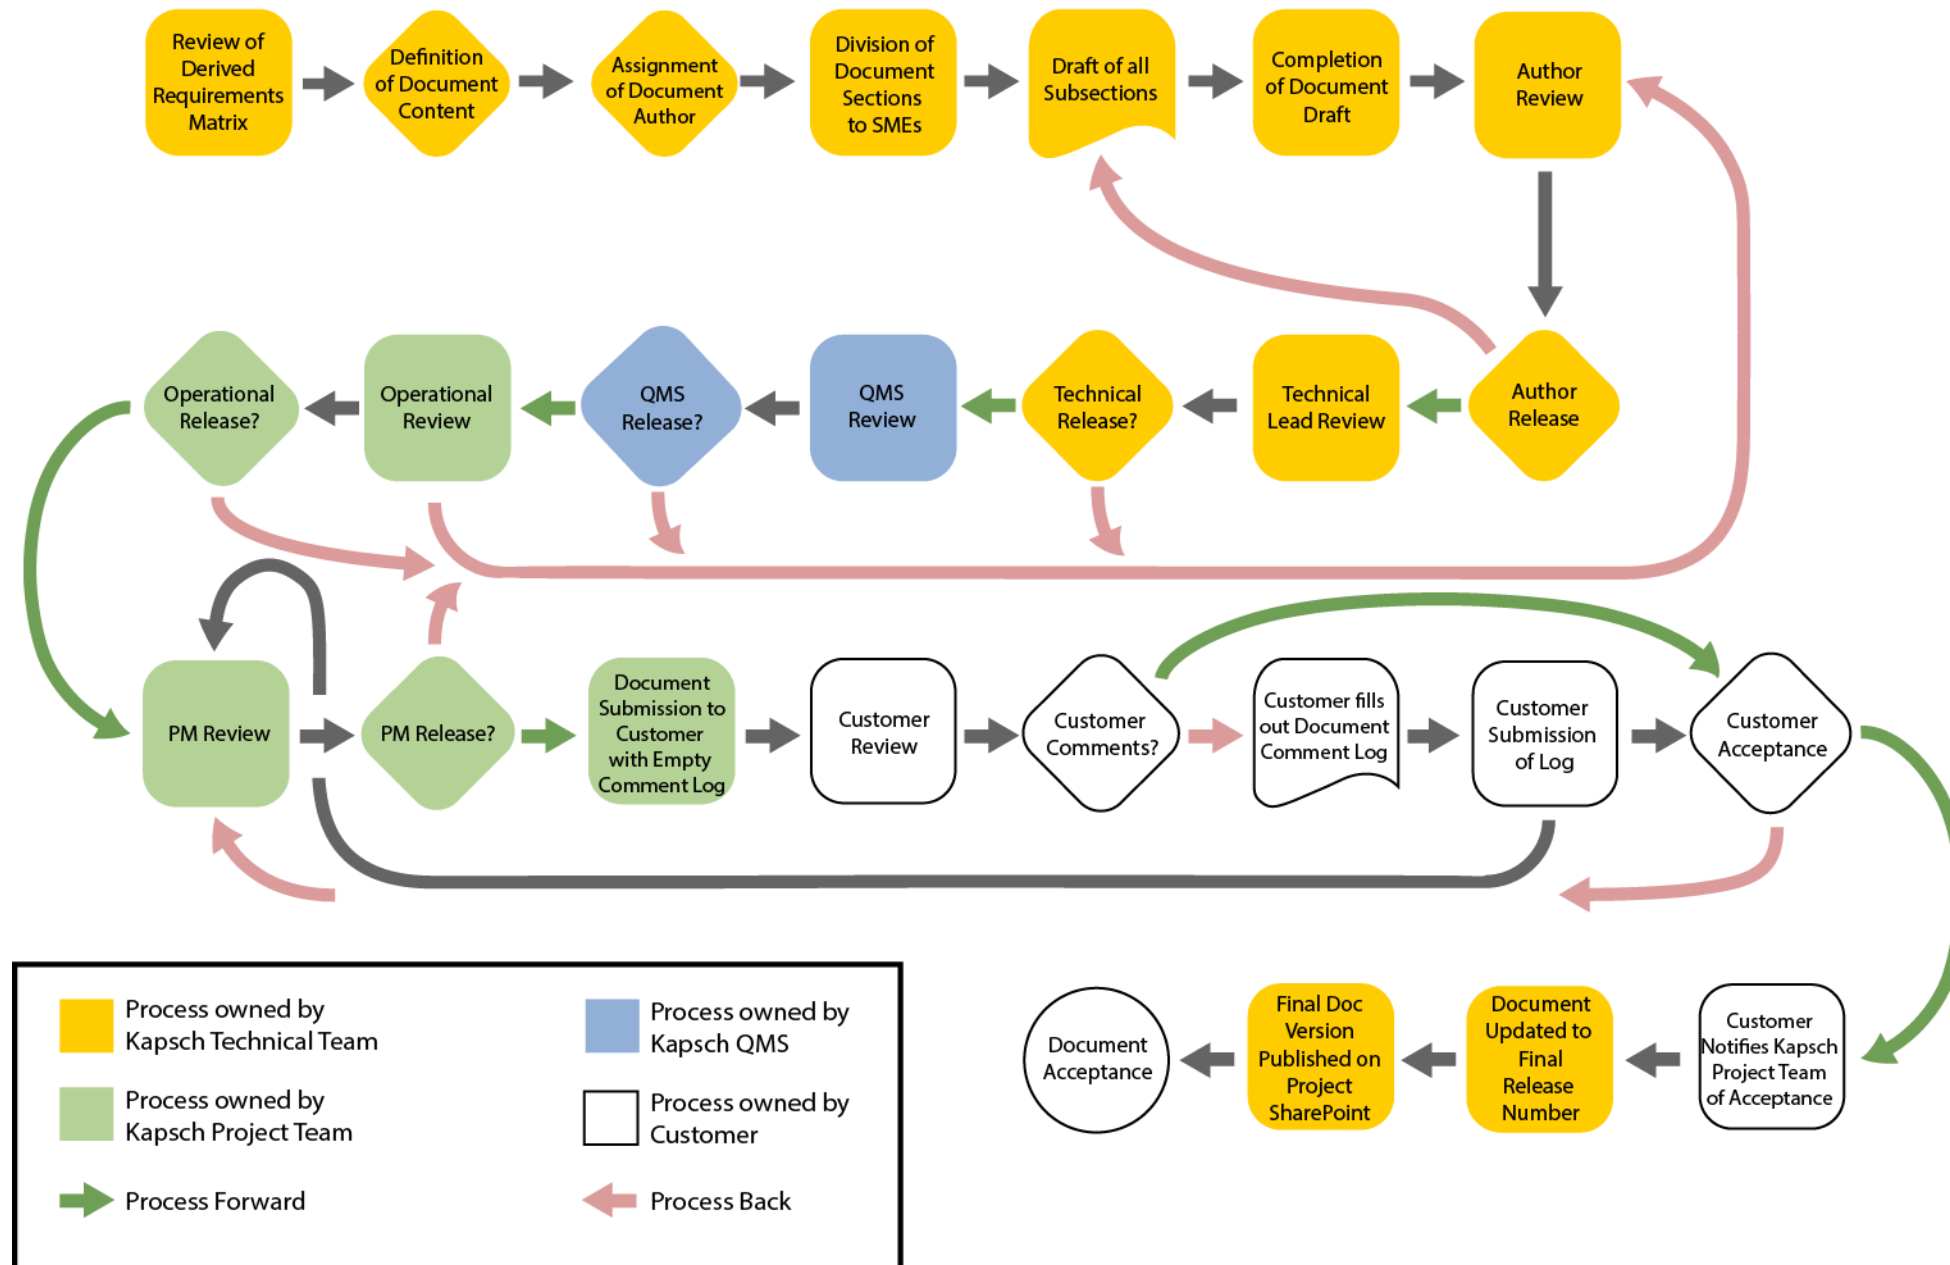 Review of
Derived
Requirements
Matrix
Definition
of Document
Content
Assignment
of Document
Author
Division of
Document
Sections
to SMEs
Draft of all
Subsections
Completion
of Document
Draft
Author
Review
Operational
Release?
Operational
Review
QMS
Release?
QMS
Review
Technical
Release?
Technical
Lead Review
Author
Release
PM Review
PM Release?
Document
Submission to
Customer
with Empty
Comment Log
Customer
Review
Customer
Comments?
Customer fills
out Document
Comment Log
Customer
Submission
of Log
Customer
Acceptance
Document
Acceptance
Final Doc
Version
Published on
Project
SharePoint
Document
Updated to
Final
Release
Number
Customer
Notifies Kapsch
Project Team
of Acceptance
Process owned by
Kapsch Technical Team
Process owned by
Kapsch QMS
Process owned by
Kapsch Project Team
Process owned by
Customer
Process Forward
Process Back